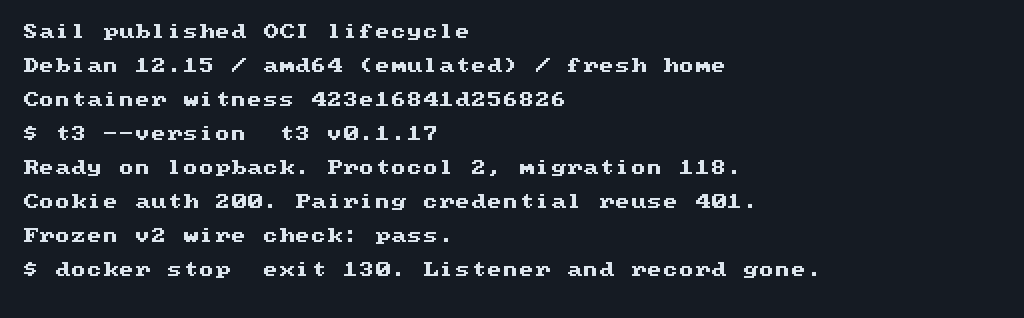 Sail published OCI lifecycle
Debian 12.15 / amd64 (emulated) / fresh home
Container witness 423e16841d256826
$ t3 --version  t3 v0.1.17
Ready on loopback. Protocol 2, migration 118.
Cookie auth 200. Pairing credential reuse 401.
Frozen v2 wire check: pass.
$ docker stop  exit 130. Listener and record gone.